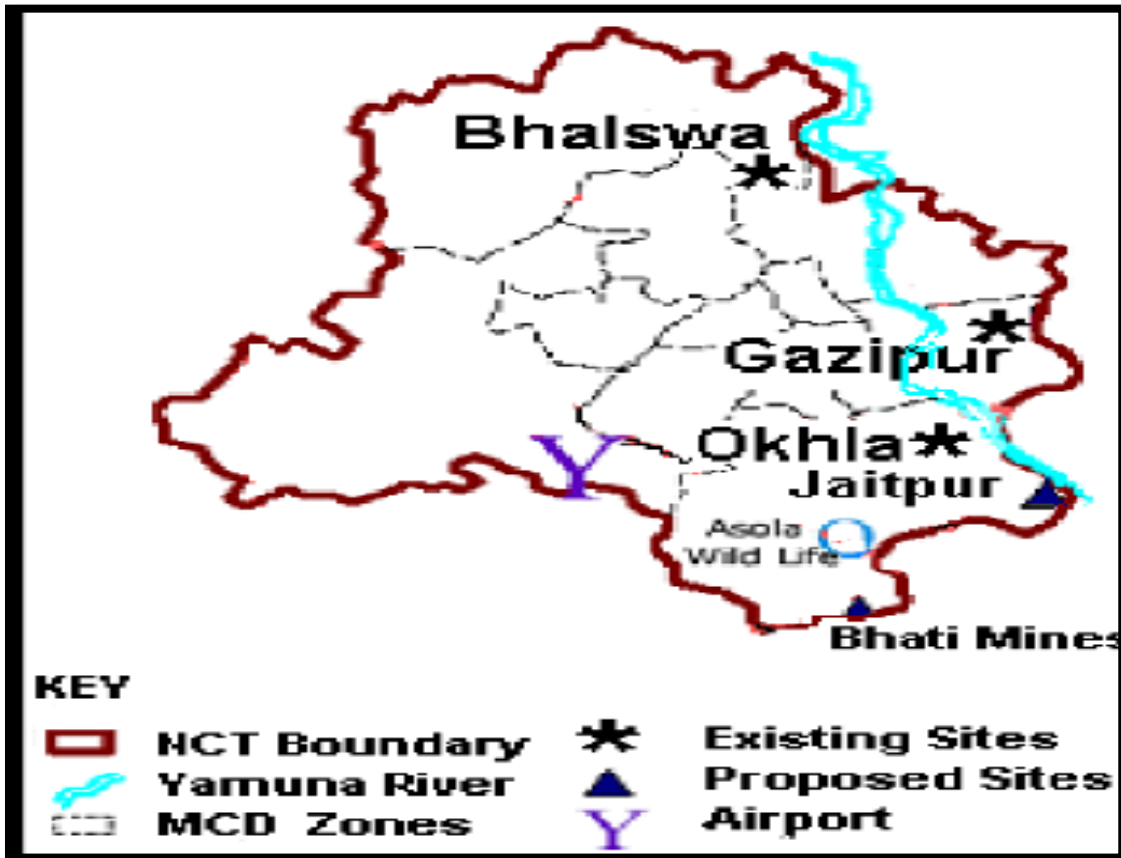 Bhalswa
Gazipur
Okhla
Jaitpur
Asola
Wild Life
Bhati Mines
KEY
NCT Boundary
Existing Sites
Yamuna River
Proposed Sites
MCD Zones
Airport